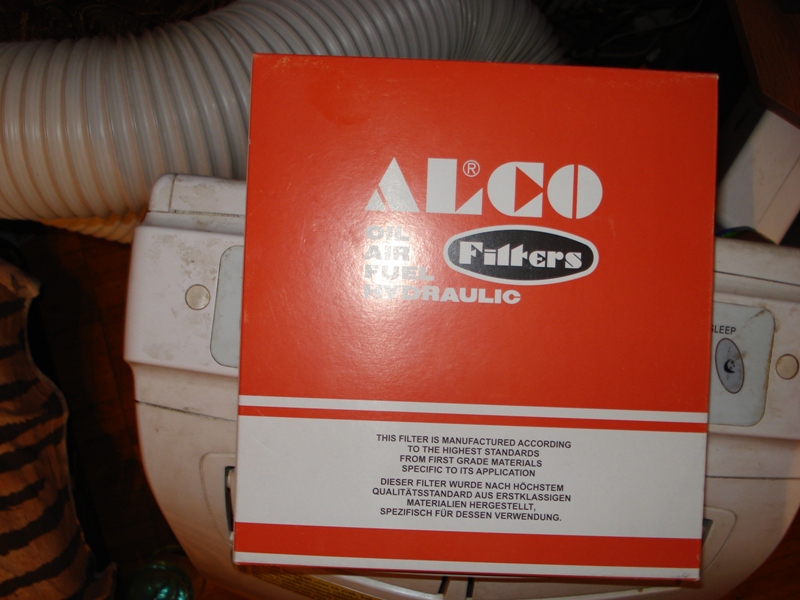 ALCO®
OIL
AIR
FUEL
HYDRAULIC
Filters
SLEEP
THIS FILTER IS MANUFACTURED ACCORDING
TO THE HIGHEST STANDARDS
FROM FIRST GRADE MATERIALS
SPECIFIC TO ITS APPLICATION
DIESER FILTER WURDE NACH HÖCHSTEM
QUALITÄTSSTANDARD AUS ERSTKLASSIGEN
MATERIALIEN HERGESTELLT,
SPEZIFISCH FÜR DESSEN VERWENDUNG.